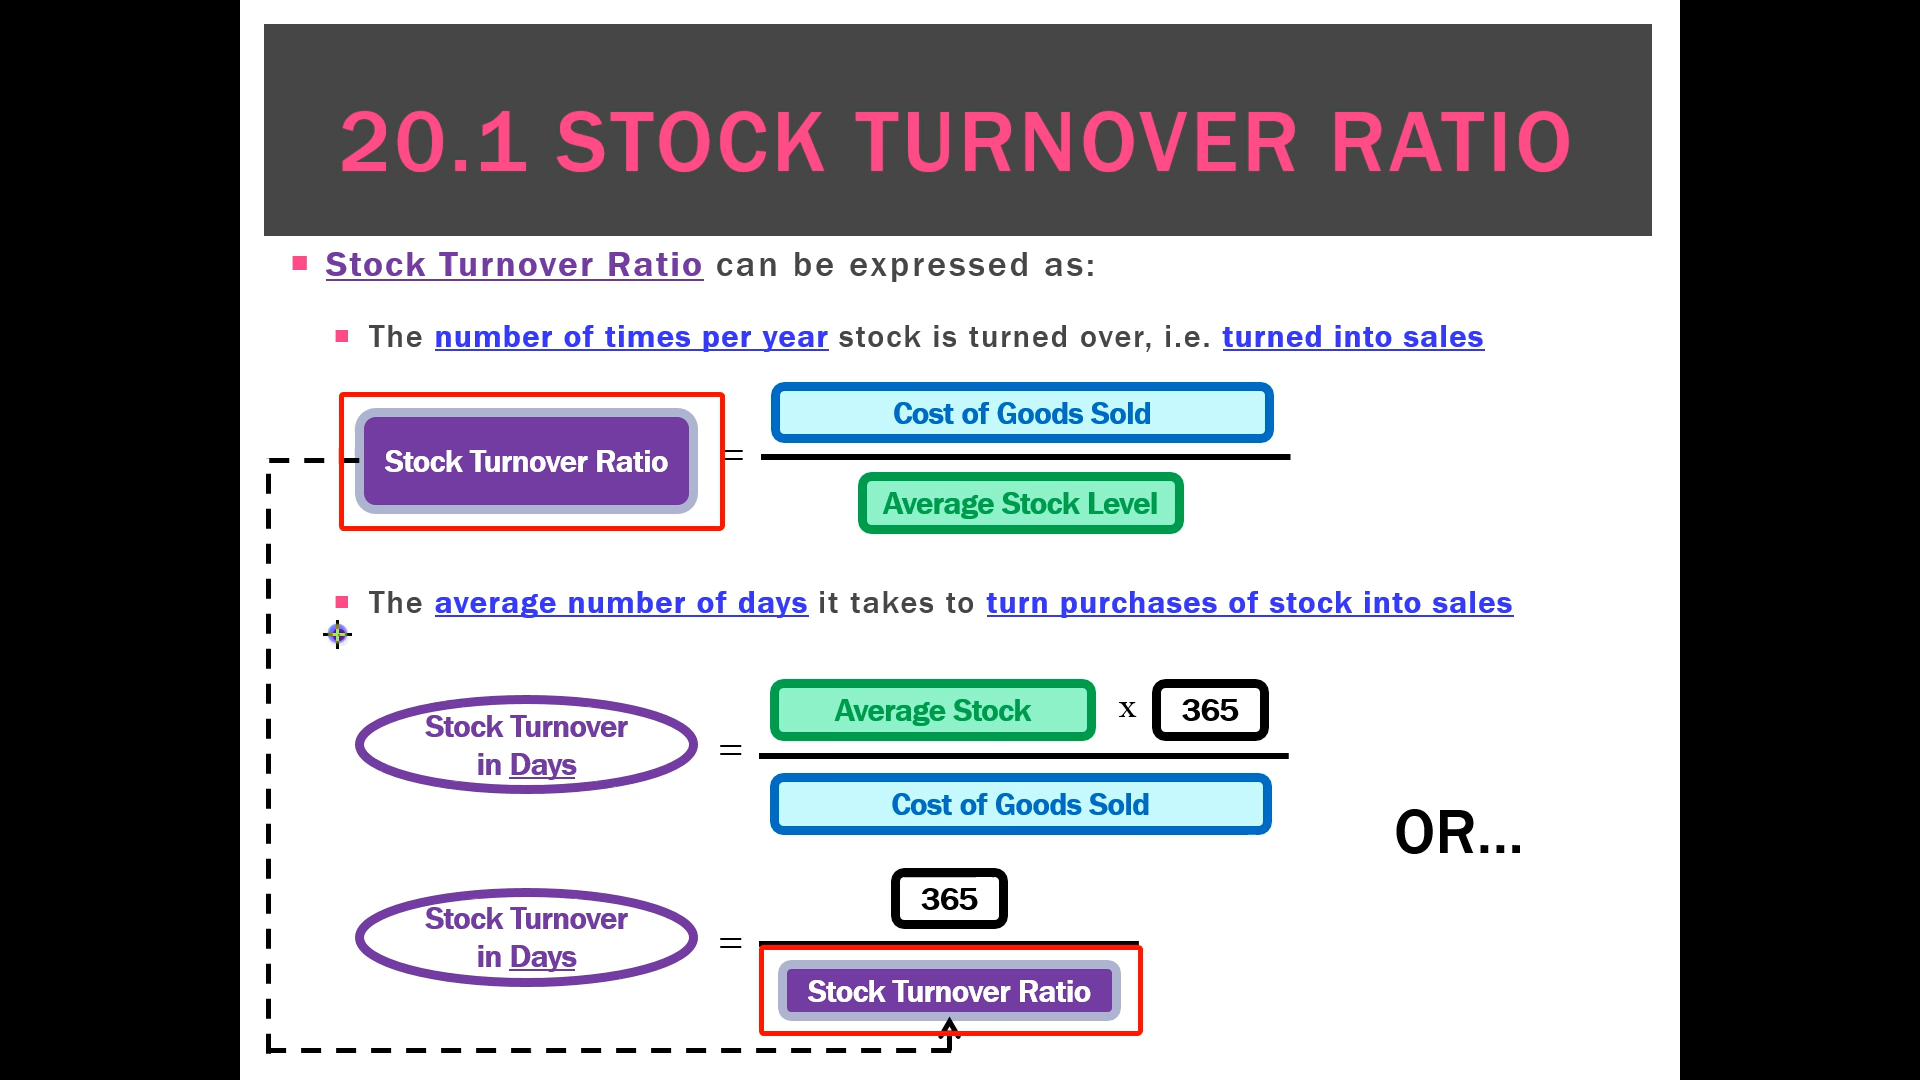 20.1 STOCK TURNOVER RATIO
Stock Turnover Ratio can be expressed as:
The number of times per year stock is turned over, i.e. turned into sales
Stock Turnover Ratio
=
Cost of Goods Sold
Average Stock Level
The average number of days it takes to turn purchases of stock into sales
Stock Turnover
in Days
=
Average Stock x 365
Cost of Goods Sold
OR...
Stock Turnover
in Days
=
365
Stock Turnover Ratio